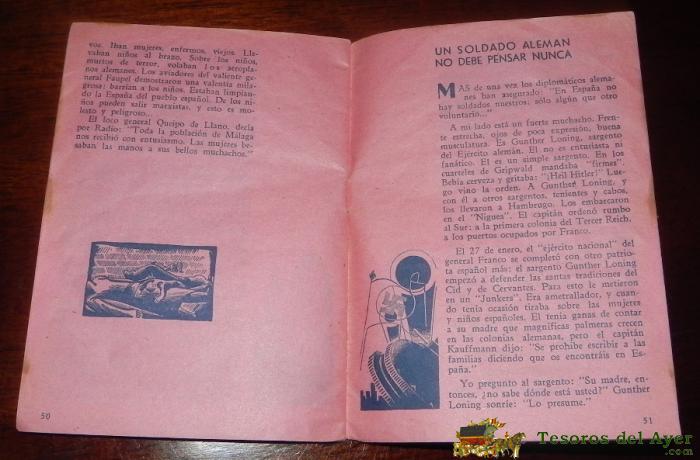 vos. Iban mujeres, enfermos, viejos. Lle-
vaban niños al brazo. Sobre los niños,
muertos de terror, volaban los aeropla-
nos alemanes. Los aviadores del valiente ge-
neral Faupel demostraron una valentía mila-
grosa: barrían a los niños. Estaban limpian-
do España del pueblo español. De los ni-
ños pueden salir marxistas, y esto es mo-
lesto y peligroso...
El loco general Queipo de Llano, decía
por Radio: "Toda la población de Málaga
nos recibió con entusiasmo. Las mujeres be-
saban las manos a sus bellos muchachos."
50
UN SOLDADO ALEMAN
NO DEBE PENSAR NUNCA
MAS de una vez los diplomáticos alema-
nes han asegurado: "En España no
hay soldados nuestros; sólo algún que otro
voluntario..."
A mi lado está un fuerte muchacho. Fren-
te estrecha, ojos de poca expresión, buena
musculatura. Es Gunther Loning, sargento
del Ejército alemán. El no es entusiasta ni
fanático. El es un simple sargento. En los
cuarteles de Gripwald mandaba "firmes".
Bebía cerveza y gritaba: "¡Heil Hitler!" Lue-
go vino la orden. A Gunther Loning, y
con él a otros sargentos, tenientes y cabos,
los llevaron a Hambrugo. Los embarcaron
en el "Niguea". El capitán ordenó rumbo
al Sur: a la primera colonia del Tercer Reich,
a los puertos ocupados por Franco.
El 27 de enero, el "ejército nacional" del
general Franco se completó con otro patrio-
ta español más: el sargento Gunther Loning
empezó a defender las santas tradiciones del
Cid y de Cervantes. Para esto le metieron
en un "Junkers". Era ametrallador, y cuan-
do tenía ocasión tiraba sobre las mujeres
y niños españoles. El tenía ganas de contar
a su madre que magníficas palmeras crecen
en las colonias alemanas, pero el capitán
Kauffmann dijo: "Se prohibe escribir a las
familias diciendo que os encontráis en Es-
paña."
Yo pregunto al sargento: "Su madre, en-
tonces, ¿no sabe dónde está usted?" Gunther
Loning sonríe: "Lo presume."
51
Tesoros del Ayer
.com